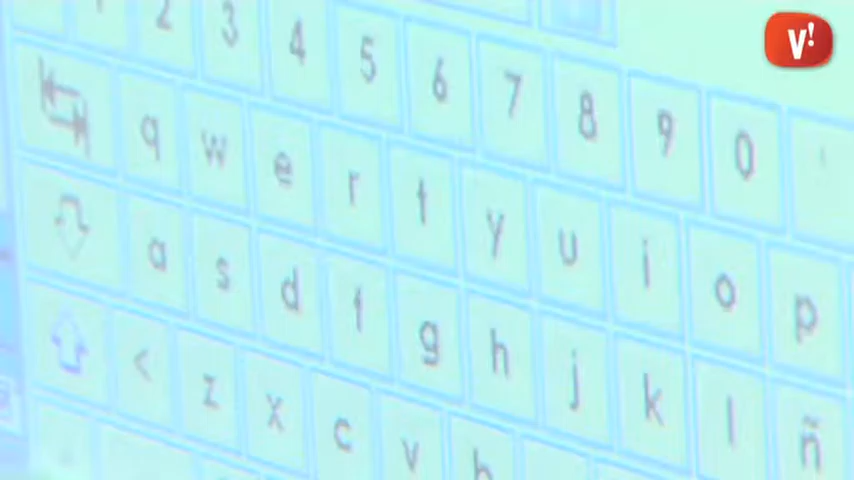 V!
1 2 3 4 5 6 7 8 9 0 '
q w e r t y u i o p
a s d f g h j k l ñ
< z x c v b